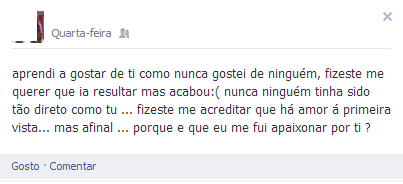 Quarta-feira
aprendi a gostar de ti como nunca gostei de ninguém, fizeste me
querer que ia resultar mas acabou:( nunca ninguém tinha sido
tão direto como tu ... fizeste me acreditar que há amor á primeira
vista... mas afinal ... porque e que eu me fui apaixonar por ti ?
Gosto · Comentar